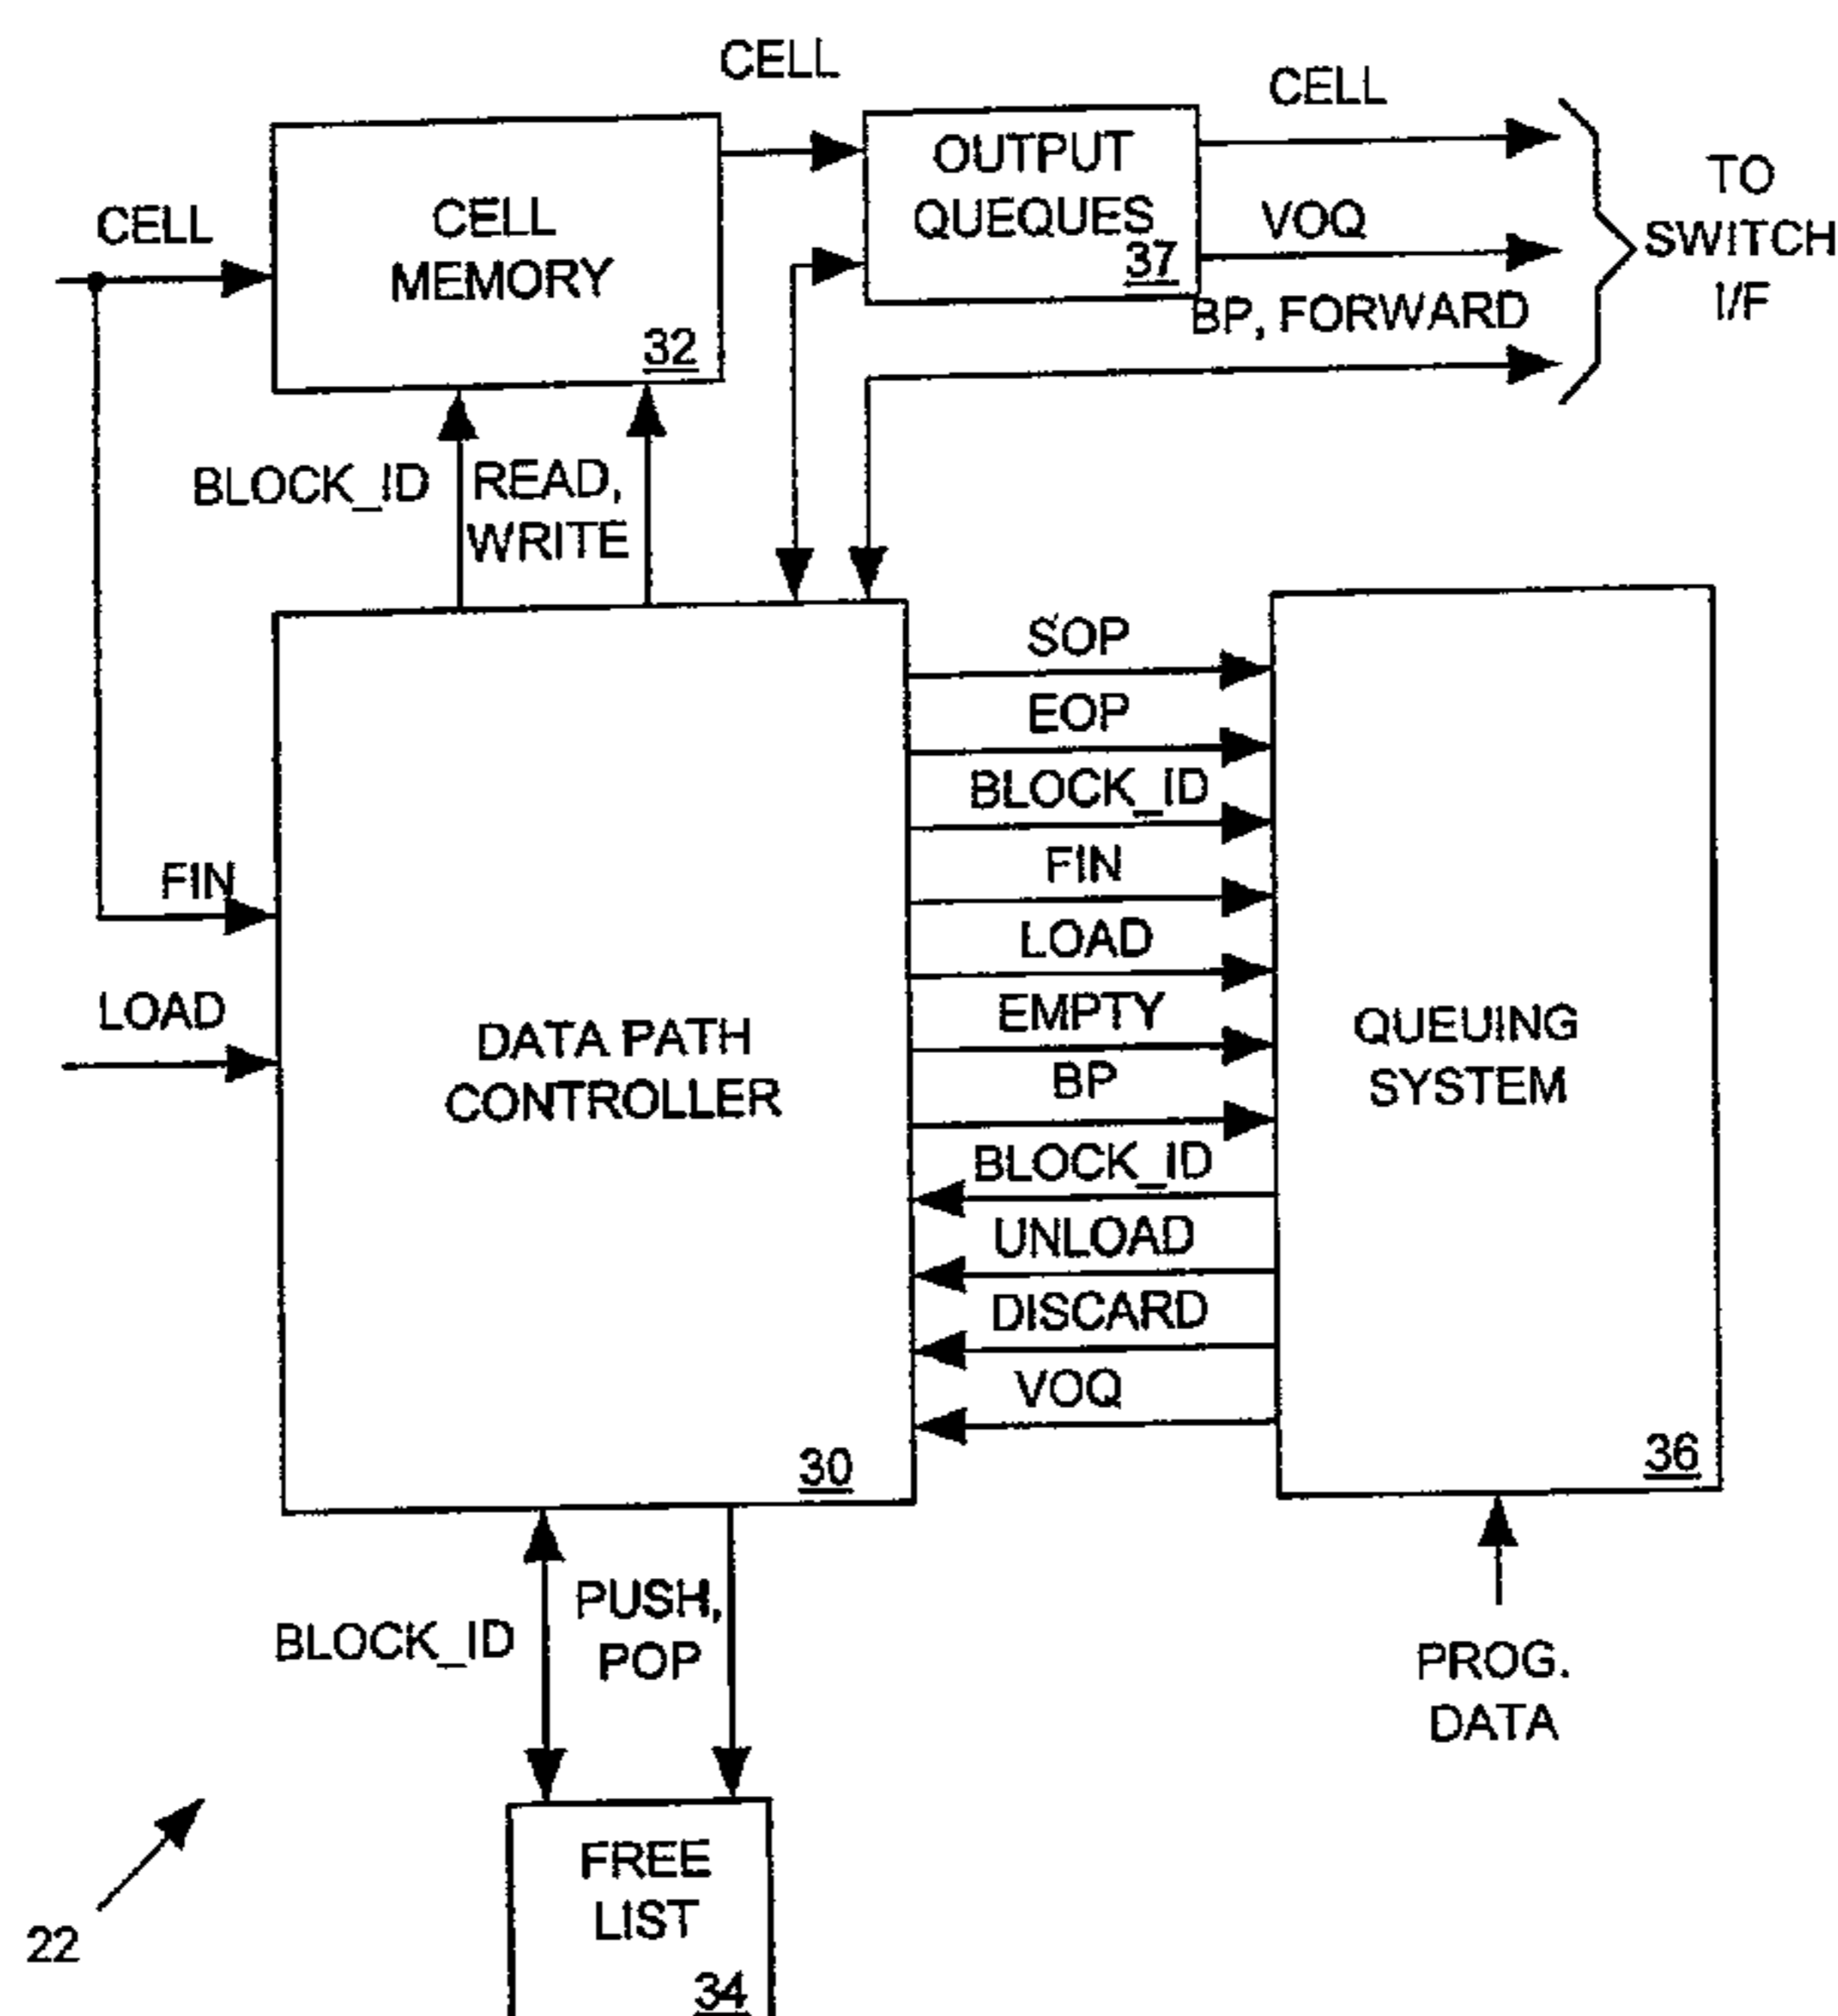 CELL
CELL
CELL
CELL
MEMORY
32
OUTPUT
QUEQUES
37
VOQ
BP, FORWARD
TO
SWITCH
I/F
BLOCK_ID
READ,
WRITE
FIN
LOAD
DATA PATH
CONTROLLER
30
SOP
EOP
BLOCK_ID
FIN
LOAD
EMPTY
BP
BLOCK_ID
UNLOAD
DISCARD
VOQ
QUEUING
SYSTEM
36
BLOCK_ID
PUSH,
POP
PROG.
DATA
FREE
LIST
34
22